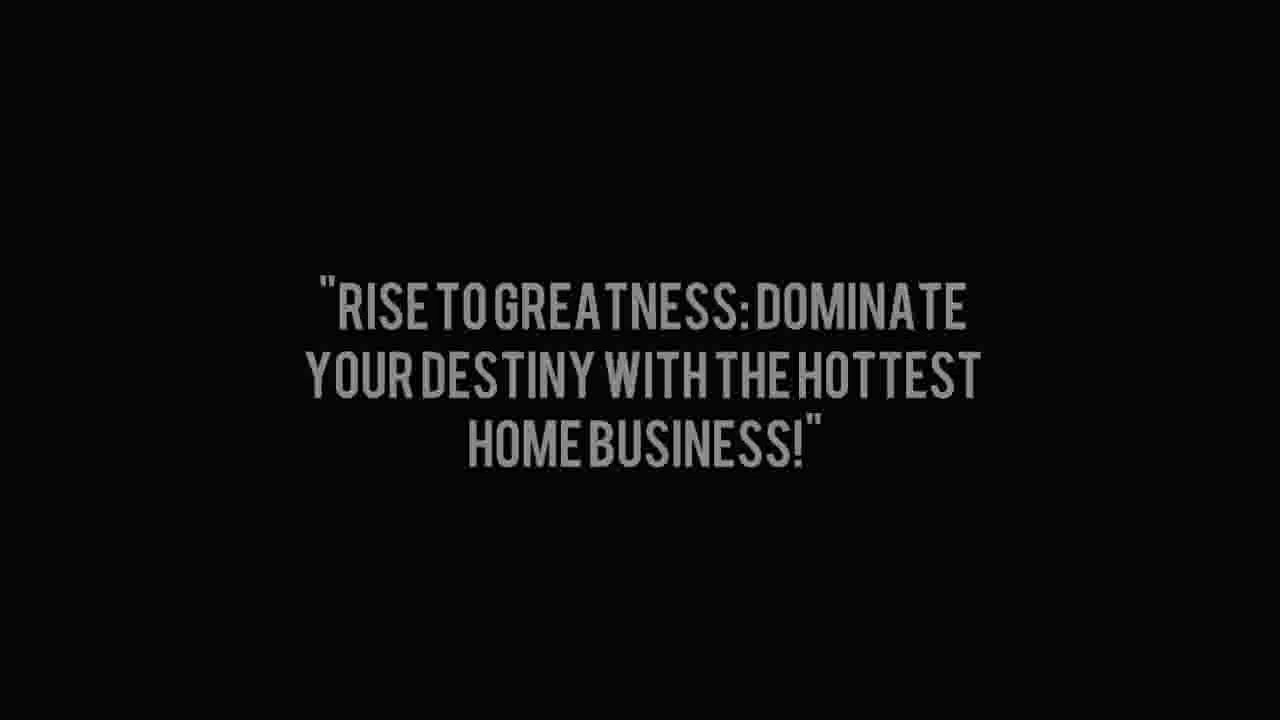 "RISE TO GREATNESS: DOMINATE
YOUR DESTINY WITH THE HOTTEST
HOME BUSINESS!"